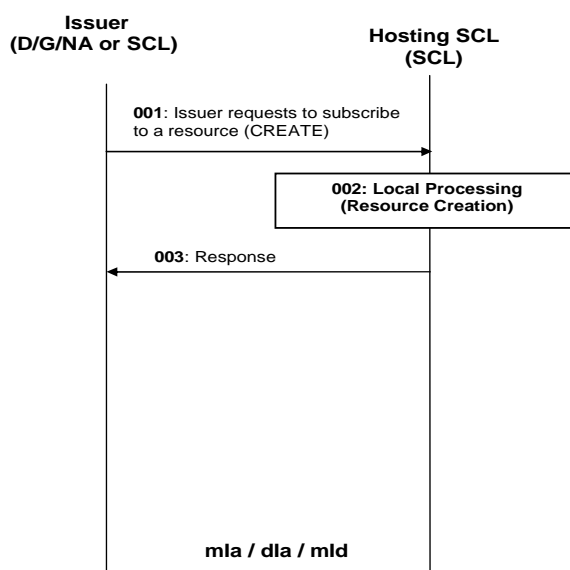 Issuer
(D/G/NA or SCL)
Hosting SCL
(SCL)
001: Issuer requests to subscribe
to a resource (CREATE)
002: Local Processing
(Resource Creation)
003: Response
mIa / dIa / mId